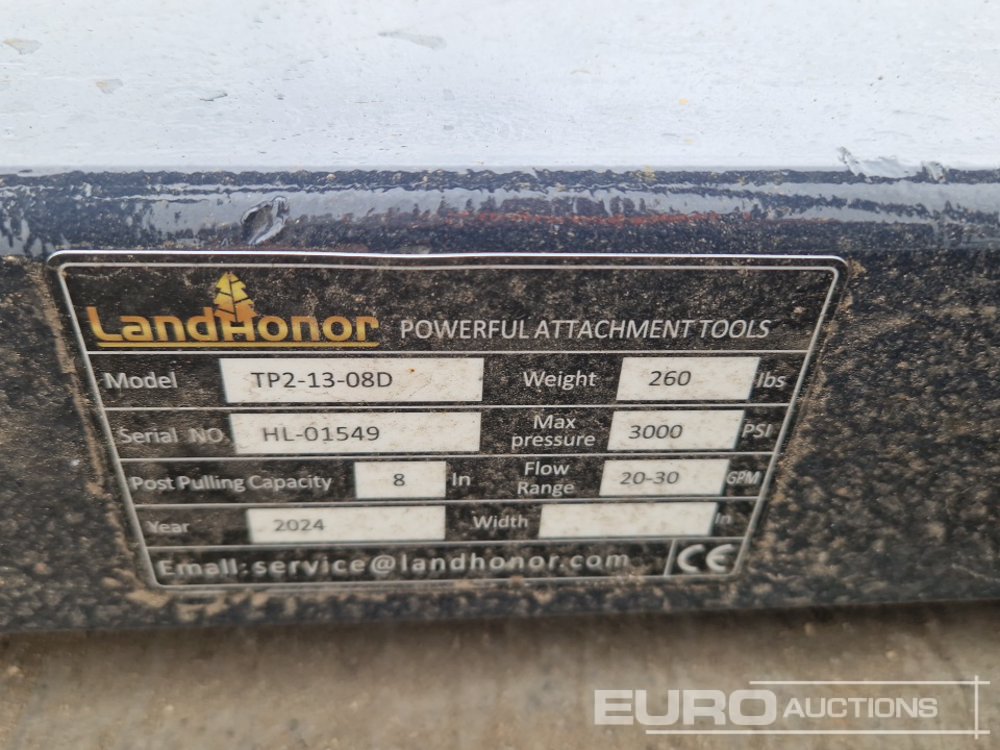 LandHonor POWERFUL ATTACHMENT TOOLS
Model TP2-13-08D Weight 260 lbs
Serial NO HL-01549 Max pressure 3000 PSI
Post Pulling Capacity 8 In Flow Range 20-30 GPM
Year 2024 Width In
Email:service@landhonor.com CE
EURO AUCTIONS